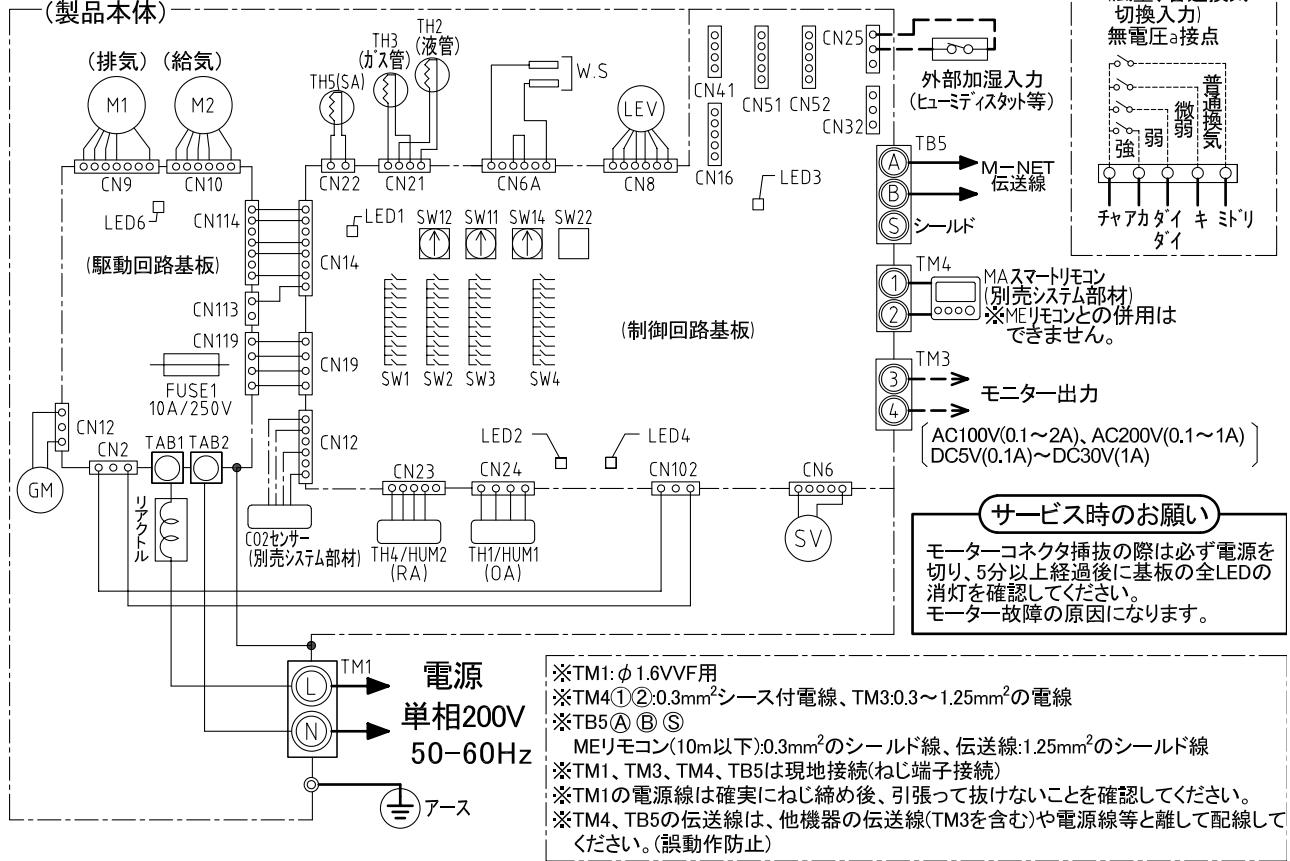 (製品本体)
(排気)
(給気)
M1
M2
CN9
CN10
TH5(SA)
TH3
(ガス管)
TH2
(液管)
W.S
LEV
CN22
CN21
CN6A
CN8
CN41
CN16
CN51
CN52
CN25
CN32
外部加湿入力
(ヒューミディスタット等)
切換入力)
無電圧a接点
強
弱
微弱
普通換気
チャ
アカ
ダイ
ダイ
キ
ミドリ
LED6
CN114
(駆動回路基板)
CN113
CN119
FUSE1
10A/250V
CN12
CN2
TAB1
TAB2
GM
リアクトル
LED1
CN14
CN19
CN12
SW12
SW11
SW14
SW22
SW1
SW2
SW3
SW4
(制御回路基板)
LED3
TB5
A
B
S
M-NET
伝送線
シールド
TM4
1
2
MAスマートリモコン
(別売システム部材)
※MEリモコンとの併用は
できません。
TM3
3
4
モニター出力
AC100V(0.1~2A)、AC200V(0.1~1A)
DC5V(0.1A)~DC30V(1A)
LED2
LED4
CN23
CN24
CN102
CN6
SV
CO2センサー
(別売システム部材)
TH4/HUM2
(RA)
TH1/HUM1
(OA)
サービス時のお願い
モーターコネクタ挿抜の際は必ず電源を
切り、5分以上経過後に基板の全LEDの
消灯を確認してください。
モーター故障の原因になります。
TM1
L
N
電源
単相200V
50-60Hz
アース
※TM1:φ1.6VVF用
※TM4①②:0.3mm²シース付電線、TM3:0.3~1.25mm²の電線
※TB5Ⓐ Ⓑ Ⓢ
MEリモコン(10m以下):0.3mm²のシールド線、伝送線:1.25mm²のシールド線
※TM1、TM3、TM4、TB5は現地接続(ねじ端子接続)
※TM1の電源線は確実にねじ締め後、引張って抜けないことを確認してください。
※TM4、TB5の伝送線は、他機器の伝送線(TM3を含む)や電源線等と離して配線して
ください。(誤動作防止)